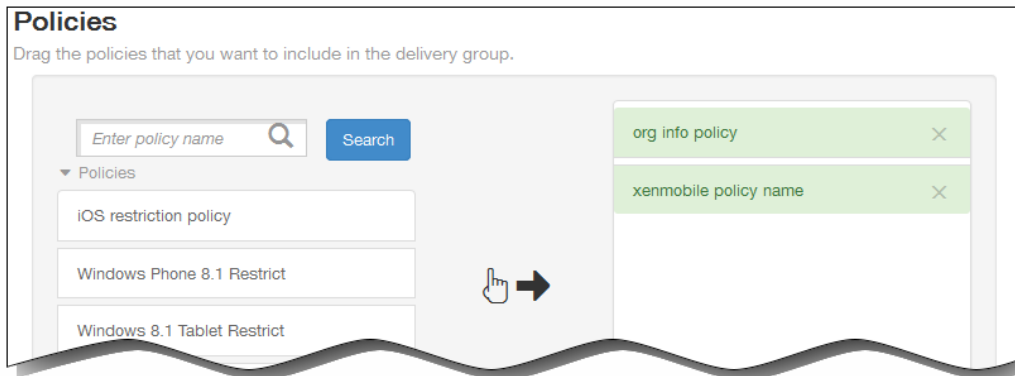 Policies
Drag the policies that you want to include in the delivery group.
Enter policy name
Search
Policies
iOS restriction policy
Windows Phone 8.1 Restrict
Windows 8.1 Tablet Restrict
org info policy
xenmobile policy name